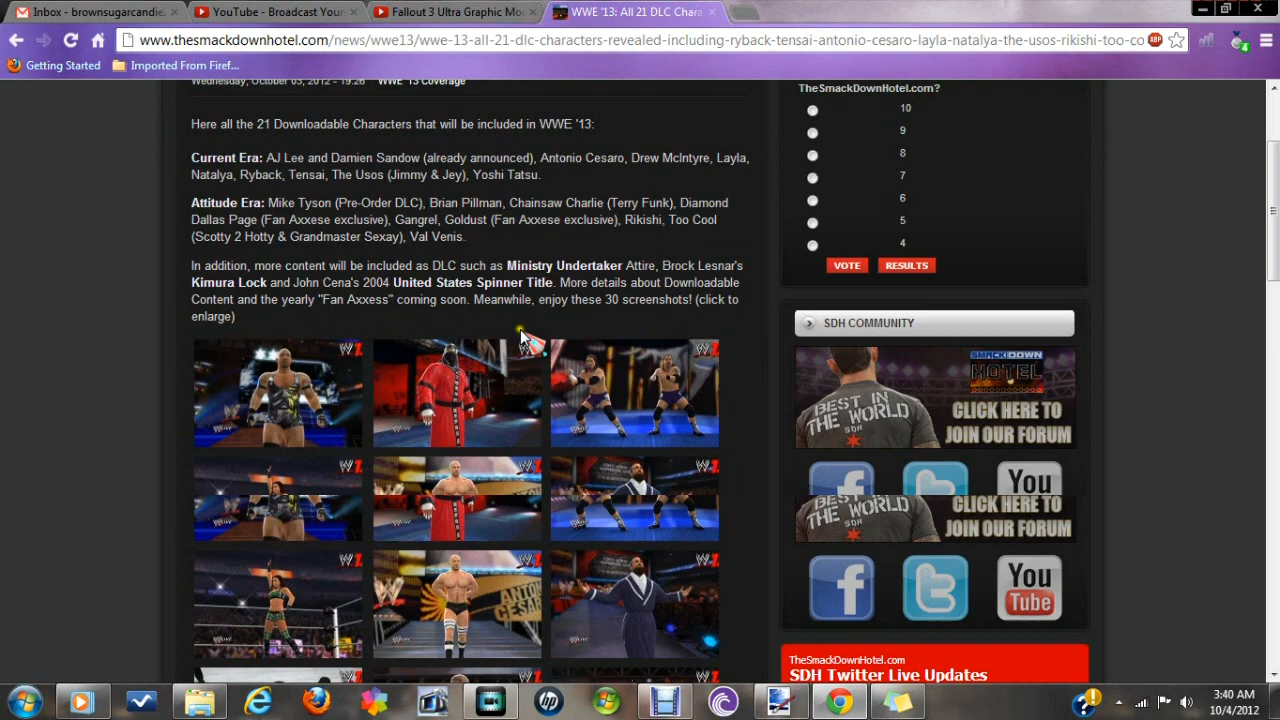 Inbox - brownsugarcandie
YouTube - Broadcast Your
Fallout 3 Ultra Graphic Mo
WWE '13: All 21 DLC Chara
www.thesmackdownhotel.com/news/wwe13/wwe-13-all-21-dlc-characters-revealed-including-ryback-tensai-antonio-cesaro-layla-natalya-the-usos-rikishi-too-co
ABP
Getting Started
Imported From Firef...
Wednesday, October 03, 2012 - 19:26 WWE '13 Coverage
Here all the 21 Downloadable Characters that will be included in WWE '13:
Current Era: AJ Lee and Damien Sandow (already announced), Antonio Cesaro, Drew McIntyre, Layla,
Natalya, Ryback, Tensai, The Usos (Jimmy & Jey), Yoshi Tatsu.
Attitude Era: Mike Tyson (Pre-Order DLC), Brian Pillman, Chainsaw Charlie (Terry Funk), Diamond
Dallas Page (Fan Axxese exclusive), Gangrel, Goldust (Fan Axxese exclusive), Rikishi, Too Cool
(Scotty 2 Hotty & Grandmaster Sexay), Val Venis.
In addition, more content will be included as DLC such as Ministry Undertaker Attire, Brock Lesnar's
Kimura Lock and John Cena's 2004 United States Spinner Title. More details about Downloadable
Content and the yearly "Fan Axxess" coming soon. Meanwhile, enjoy these 30 screenshots! (click to
enlarge)
TheSmackDownHotel.com?
10
9
8
7
6
5
4
VOTE
RESULTS
SDH COMMUNITY
SMACKDOWN
HOTEL
BEST IN
THE WORLD
SDH
CLICK HERE TO
JOIN OUR FORUM
You
BEST IN
THE WORLD
SDH
CLICK HERE TO
JOIN OUR FORUM
You
Tube
TheSmackDownHotel.com
SDH Twitter Live Updates
3:40 AM
10/4/2012